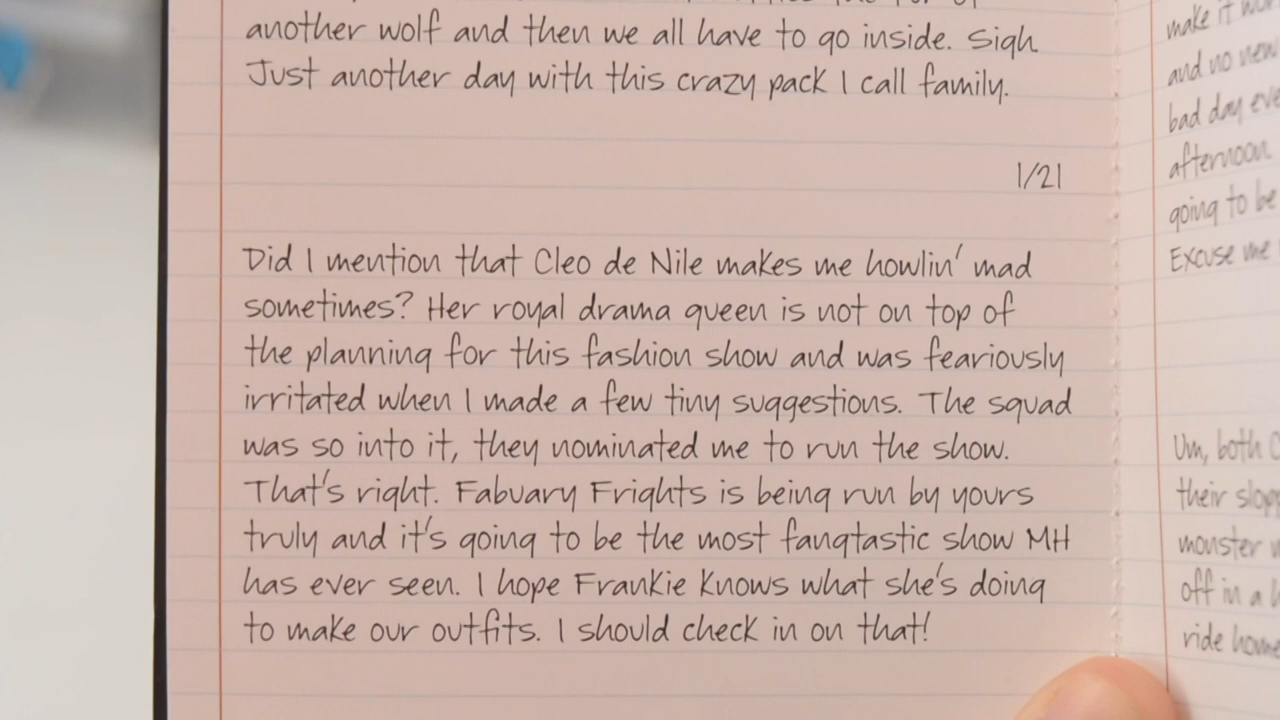 another wolf and then we all have to go inside. Sigh
Just another day with this crazy pack I call family.
1/21
Did I mention that Cleo de Nile makes me howlin' mad
sometimes? Her royal drama queen is not on top of
the planning for this fashion show and was feariously
irritated when I made a few tiny suggestions. The squad
was so into it, they nominated me to run the show.
That's right. Fabuary Frights is being run by yours
truly and it's going to be the most fangtastic show MH
has ever seen. I hope Frankie knows what she's doing
to make our outfits. I should check in on that!
make it
and no new
bad day
afternoon
going to be
Excuse me
Um, both
their
monster
off in a
ride home